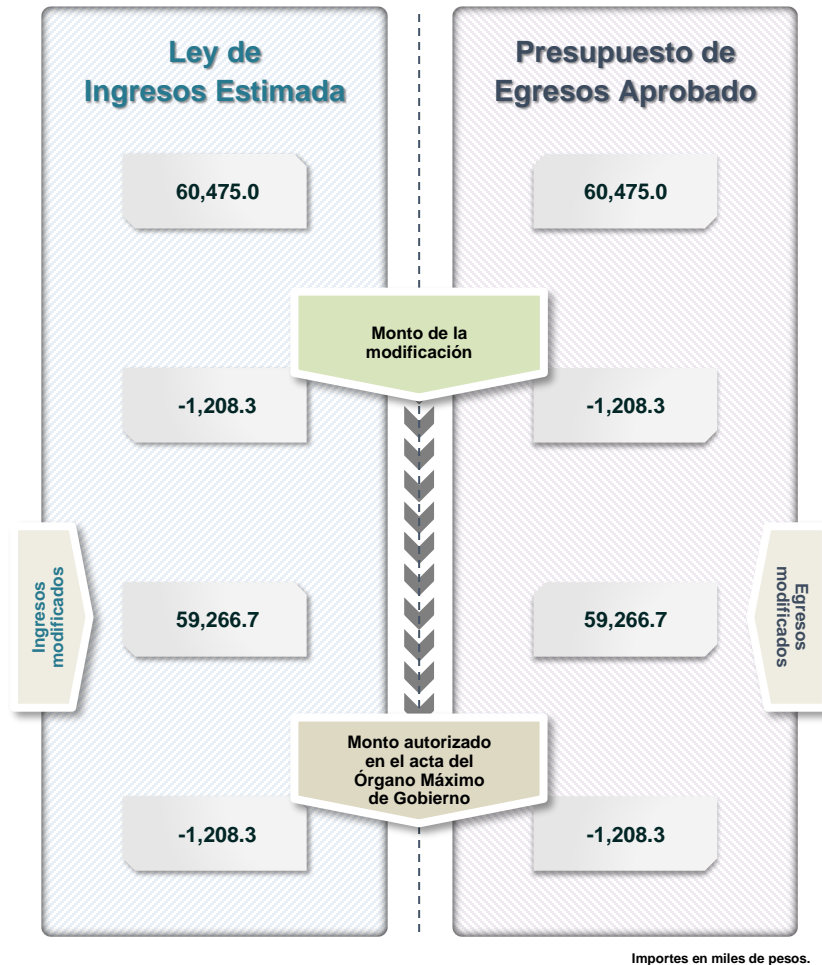 Ley de
Ingresos Estimada
Presupuesto de
Egresos Aprobado
60,475.0
60,475.0
Monto de la
modificación
-1,208.3
-1,208.3
Ingresos
modificados
59,266.7
59,266.7
Egresos
modificados
Monto autorizado
en el acta del
Órgano Máximo
de Gobierno
-1,208.3
-1,208.3
Importes en miles de pesos.